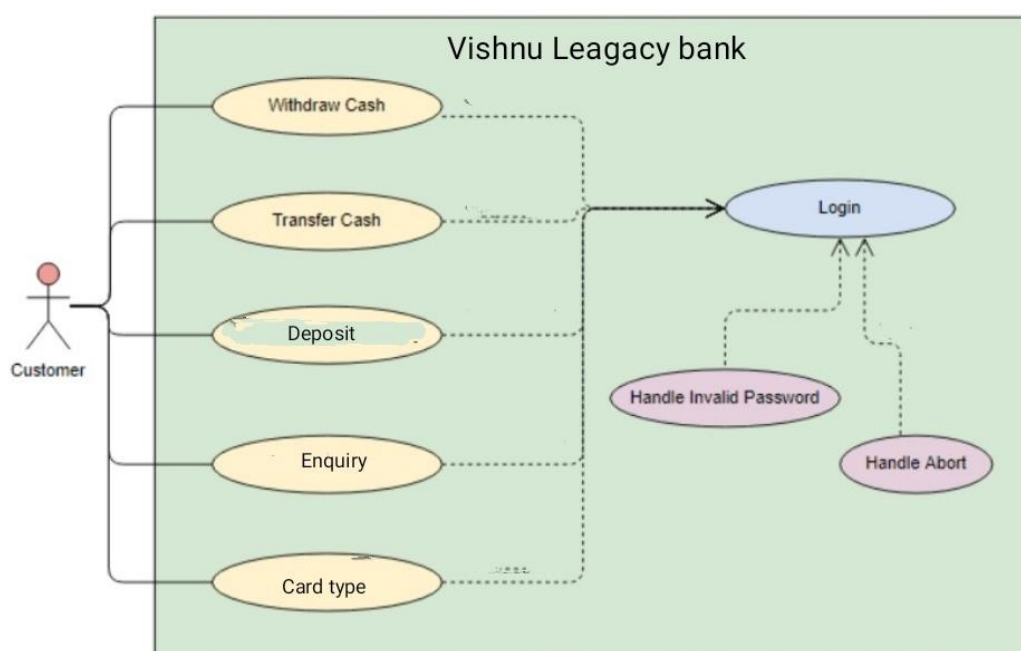 Vishnu Leagacy bank
Withdraw Cash
Transfer Cash
Login
Deposit
Customer
Handle Invalid Password
Enquiry
Handle Abort
Card type